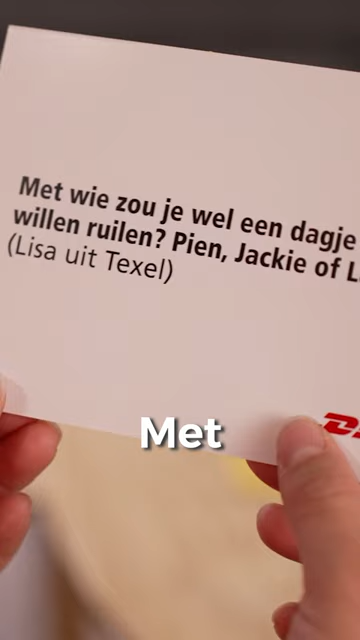 Met wie zou je wel een dagje
willen ruilen? Pien, Jackie of
(Lisa uit Texel)
Met